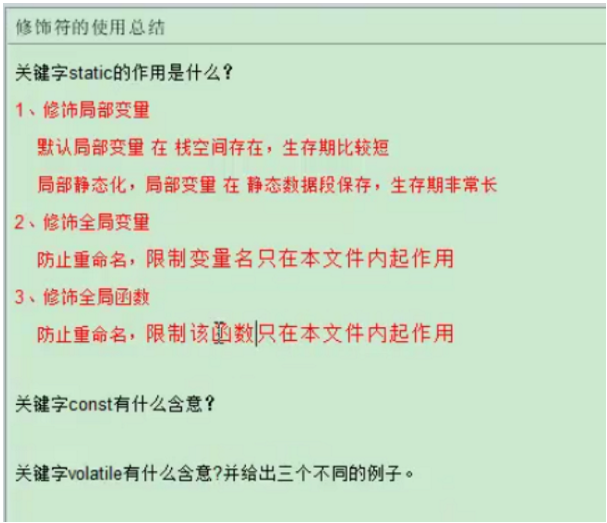 修饰符的使用总结
关键字static的作用是什么?
1、修饰局部变量
默认局部变量 在 栈空间存在，生存期比较短
局部静态化，局部变量 在 静态数据段保存，生存期非常长
2、修饰全局变量
防止重命名，限制变量名只在本文件内起作用
3、修饰全局函数
防止重命名，限制该函数只在本文件内起作用
关键字const有什么含意?
关键字volatile有什么含意?并给出三个不同的例子。